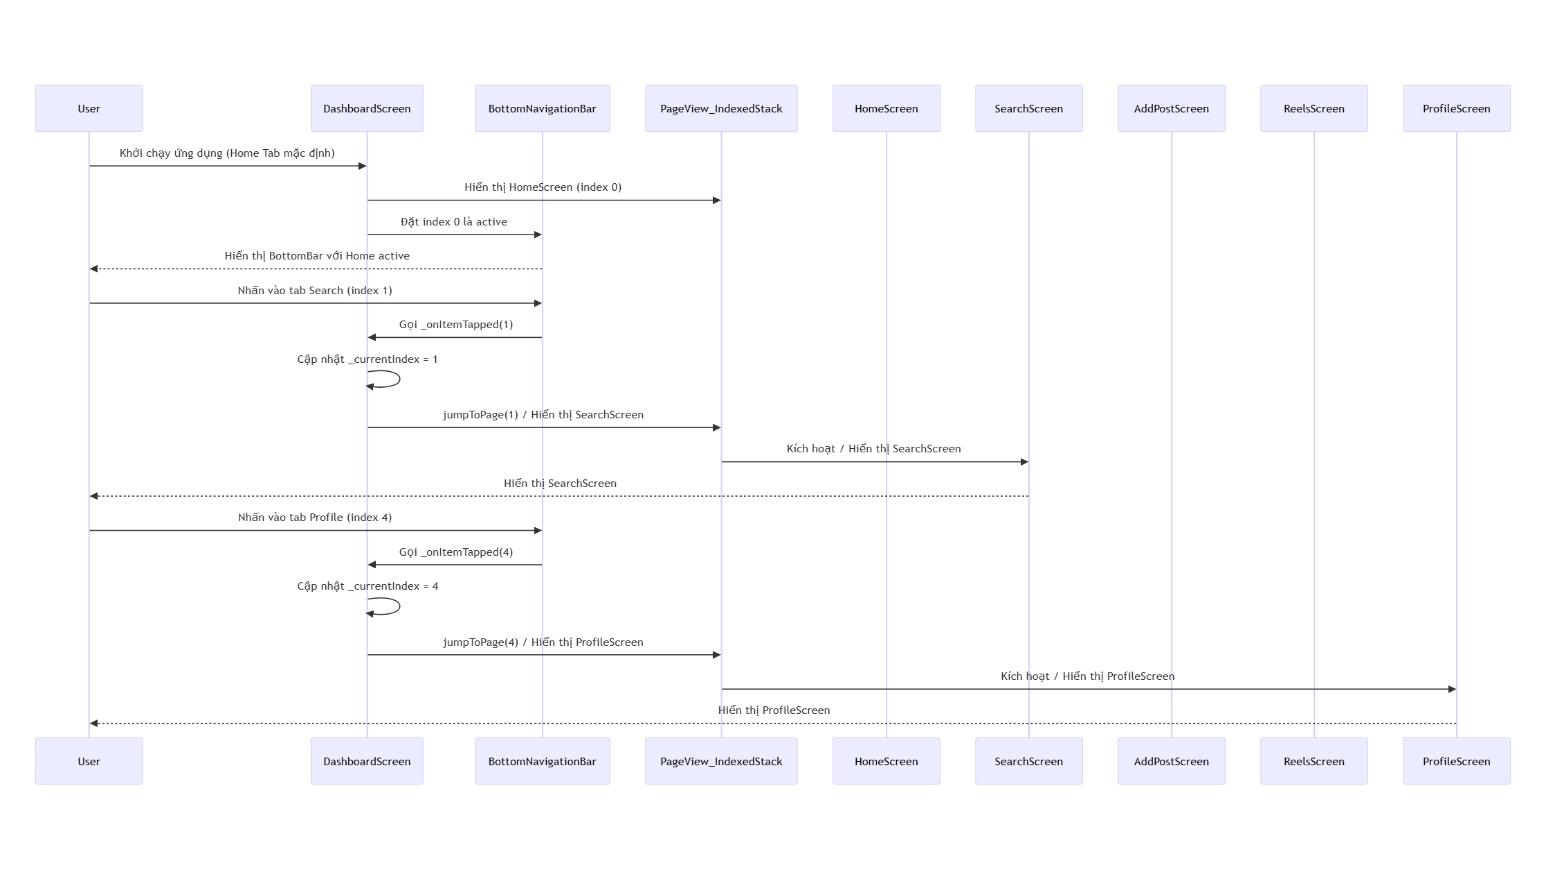 User
DashboardScreen
BottomNavigationBar
PageView_IndexedStack
HomeScreen
SearchScreen
AddPostScreen
ReelsScreen
ProfileScreen
Khởi chạy ứng dụng (Home Tab mặc định)
Hiển thị HomeScreen (index 0)
Đặt index 0 là active
Hiển thị BottomBar với Home active
Nhấn vào tab Search (index 1)
Gọi _onItemTapped(1)
Cập nhật _currentIndex = 1
jumpToPage(1) / Hiển thị SearchScreen
Kích hoạt / Hiển thị SearchScreen
Hiển thị SearchScreen
Nhấn vào tab Profile (index 4)
Gọi _onItemTapped(4)
Cập nhật _currentIndex = 4
jumpToPage(4) / Hiển thị ProfileScreen
Kích hoạt / Hiển thị ProfileScreen
Hiển thị ProfileScreen
User
DashboardScreen
BottomNavigationBar
PageView_IndexedStack
HomeScreen
SearchScreen
AddPostScreen
ReelsScreen
ProfileScreen